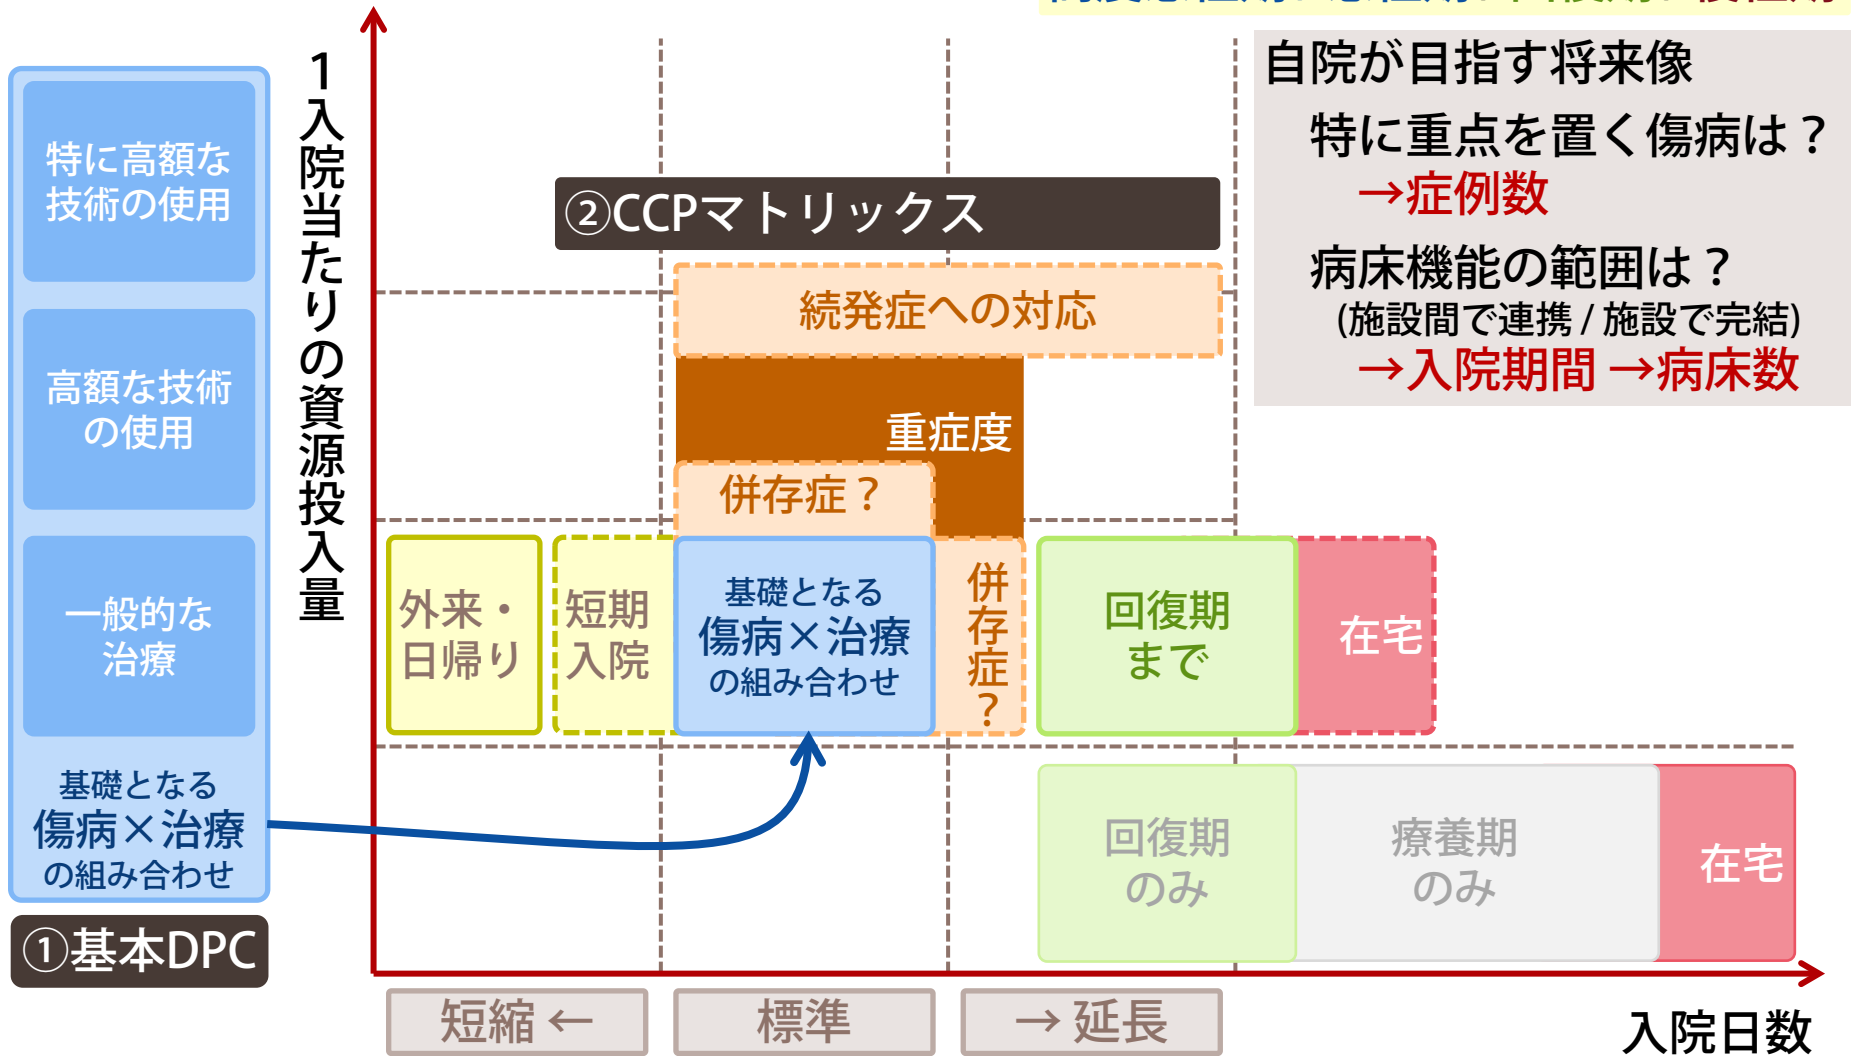 自院が目指す将来像
特に重点を置く傷病は？
→症例数
病床機能の範囲は？
(施設間で連携 / 施設で完結)
→入院期間 →病床数
１入院当たりの資源投入量
特に高額な
技術の使用
高額な技術
の使用
一般的な
治療
基礎となる
傷病×治療
の組み合わせ
①基本DPC
②CCPマトリックス
続発症への対応
重症度
併存症？
外来・
日帰り
短期
入院
基礎となる
傷病×治療
の組み合わせ
併存症？
回復期
まで
在宅
回復期
のみ
療養期
のみ
在宅
短縮 ←
標準
→ 延長
入院日数